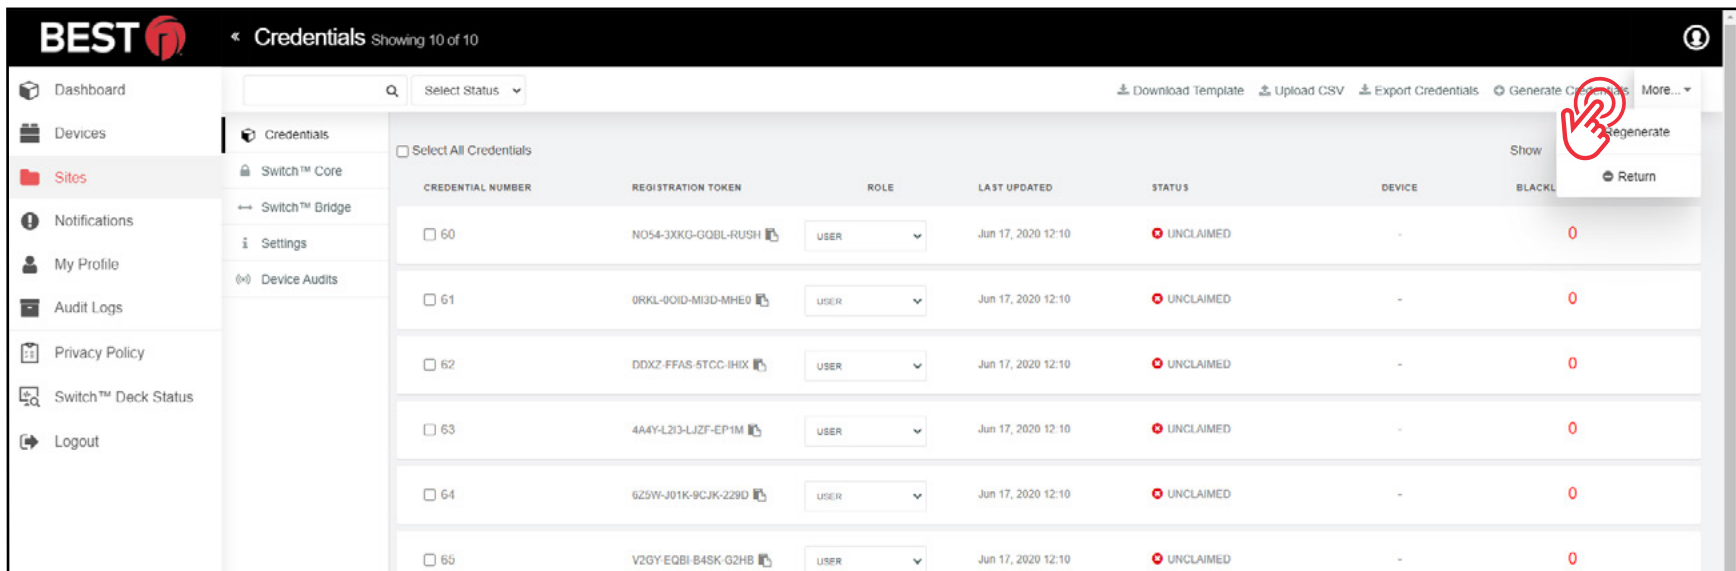 BEST
« Credentials Showing 10 of 10
Dashboard
Devices
Sites
Notifications
My Profile
Audit Logs
Privacy Policy
Switch™ Deck Status
Logout
Select Status
Download Template Upload CSV Export Credentials Generate Credentials More...
Regenerate
Return
Credentials
Switch™ Core
Switch™ Bridge
Settings
Device Audits
Select All Credentials
Show
CREDENTIAL NUMBER REGISTRATION TOKEN ROLE LAST UPDATED STATUS DEVICE
60 NO54-3XKG-GQBL-RUSH USER Jun 17, 2020 12:10 UNCLAIMED - 0
61 0RKL-0OID-MI3D-MHE0 USER Jun 17, 2020 12:10 UNCLAIMED - 0
62 DDXZ-FFAS-5TCC-IHIX USER Jun 17, 2020 12:10 UNCLAIMED - 0
63 4A4Y-L2I3-LJZF-EP1M USER Jun 17, 2020 12:10 UNCLAIMED - 0
64 6Z5W-J01K-9CJK-229D USER Jun 17, 2020 12:10 UNCLAIMED - 0
65 V2GY-EQBI-B4SK-G2HB USER Jun 17, 2020 12:10 UNCLAIMED 0